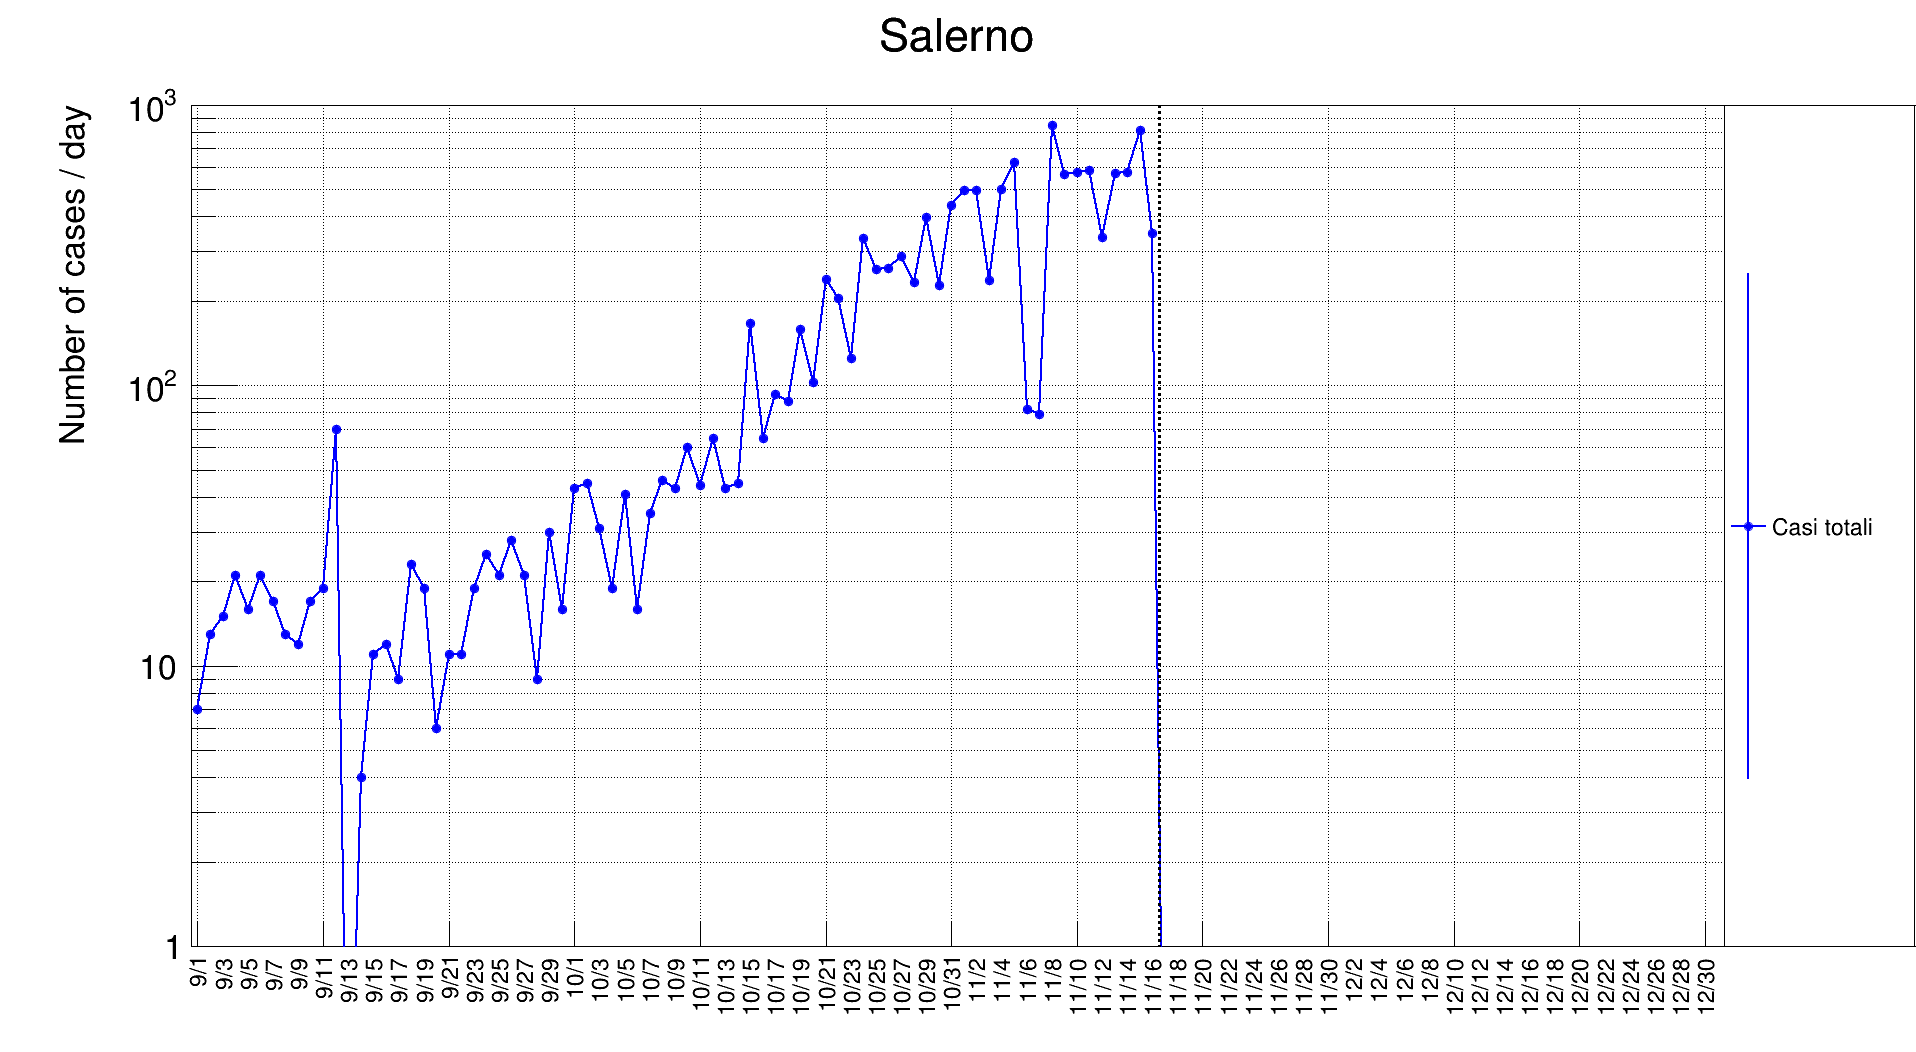 Salerno
Number of cases / day
10³
10²
10
1
9/1 9/3 9/5 9/7 9/9 9/11 9/13 9/15 9/17 9/19 9/21 9/23 9/25 9/27 9/29 10/1 10/3 10/5 10/7 10/9 10/11 10/13 10/15 10/17 10/19 10/21 10/23 10/25 10/27 10/29 10/31 11/2 11/4 11/6 11/8 11/10 11/12 11/14 11/16 11/18 11/20 11/22 11/24 11/26 11/28 11/30 12/2 12/4 12/6 12/8 12/10 12/12 12/14 12/16 12/18 12/20 12/22 12/24 12/26 12/28 12/30
Casi totali